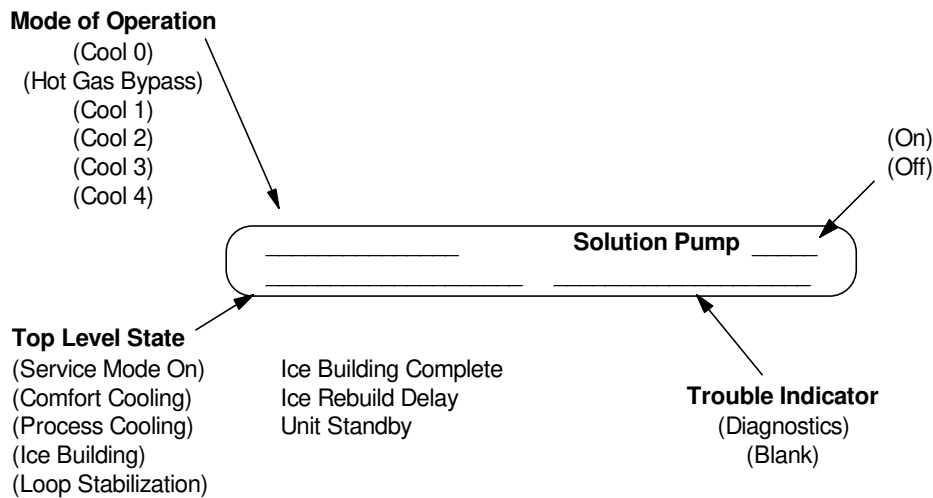 Mode of Operation
(Cool 0)
(Hot Gas Bypass)
(Cool 1)
(Cool 2)
(Cool 3)
(Cool 4)
(On)
(Off)
Solution Pump
Top Level State
(Service Mode On)
(Comfort Cooling)
(Process Cooling)
(Ice Building)
(Loop Stabilization)
Ice Building Complete
Ice Rebuild Delay
Unit Standby
Trouble Indicator
(Diagnostics)
(Blank)